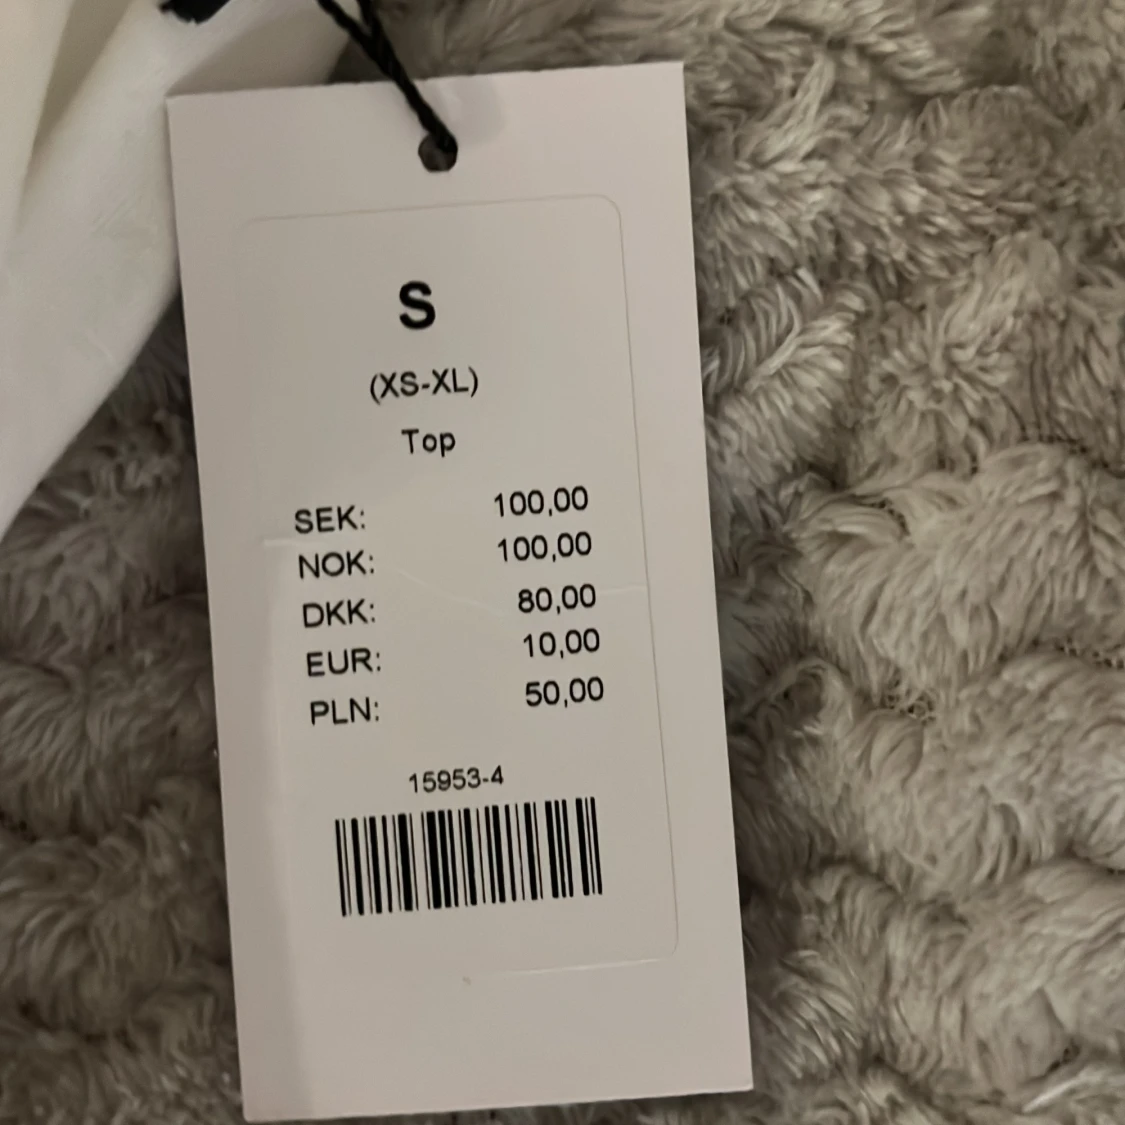 S
(XS-XL)
Top
SEK: 100,00
NOK: 100,00
DKK: 80,00
EUR: 10,00
PLN: 50,00
15953-4